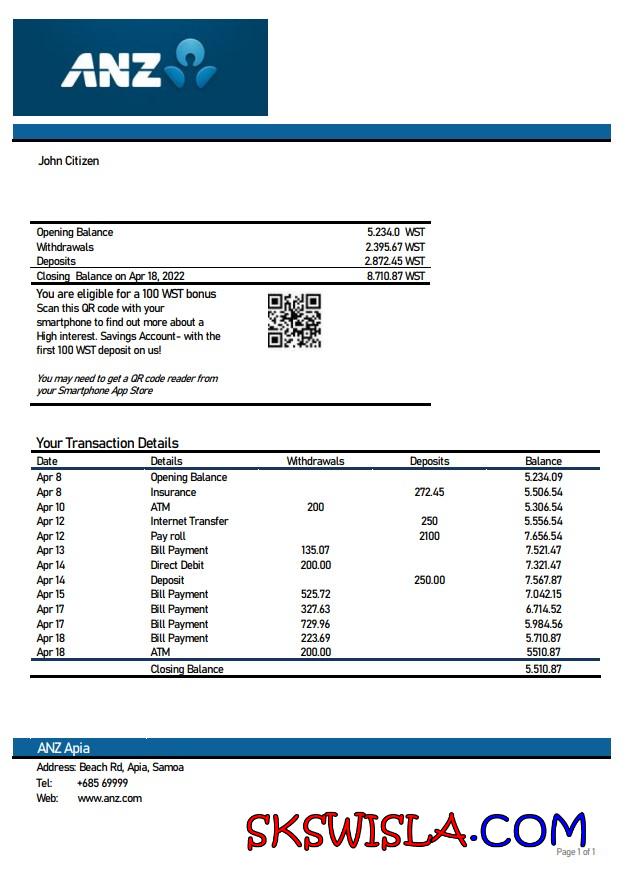 ANZ
John Citizen
Opening Balance 5.234.0 WST
Withdrawals 2.395.67 WST
Deposits 2.872.45 WST
Closing Balance on Apr 18, 2022 8.710.87 WST
You are eligible for a 100 WST bonus
Scan this QR code with your
smartphone to find out more about a
High interest. Savings Account- with the
first 100 WST deposit on us!
You may need to get a QR code reader from
your Smartphone App Store
Your Transaction Details
Date Details Withdrawals Deposits Balance
Apr 8 Opening Balance 5.234.09
Apr 8 Insurance 272.45 5.506.54
Apr 10 ATM 200 5.306.54
Apr 12 Internet Transfer 250 5.556.54
Apr 12 Pay roll 2100 7.656.54
Apr 13 Bill Payment 135.07 7.521.47
Apr 14 Direct Debit 200.00 7.321.47
Apr 14 Deposit 250.00 7.567.87
Apr 15 Bill Payment 525.72 7.042.15
Apr 17 Bill Payment 327.63 6.714.52
Apr 17 Bill Payment 729.96 5.984.56
Apr 18 Bill Payment 223.69 5.710.87
Apr 18 ATM 200.00 5510.87
Closing Balance 5.510.87
ANZ Apia
Address: Beach Rd, Apia, Samoa
Tel: +685 69999
Web: www.anz.com
SKSWISLA.COM
Page 1 of 1